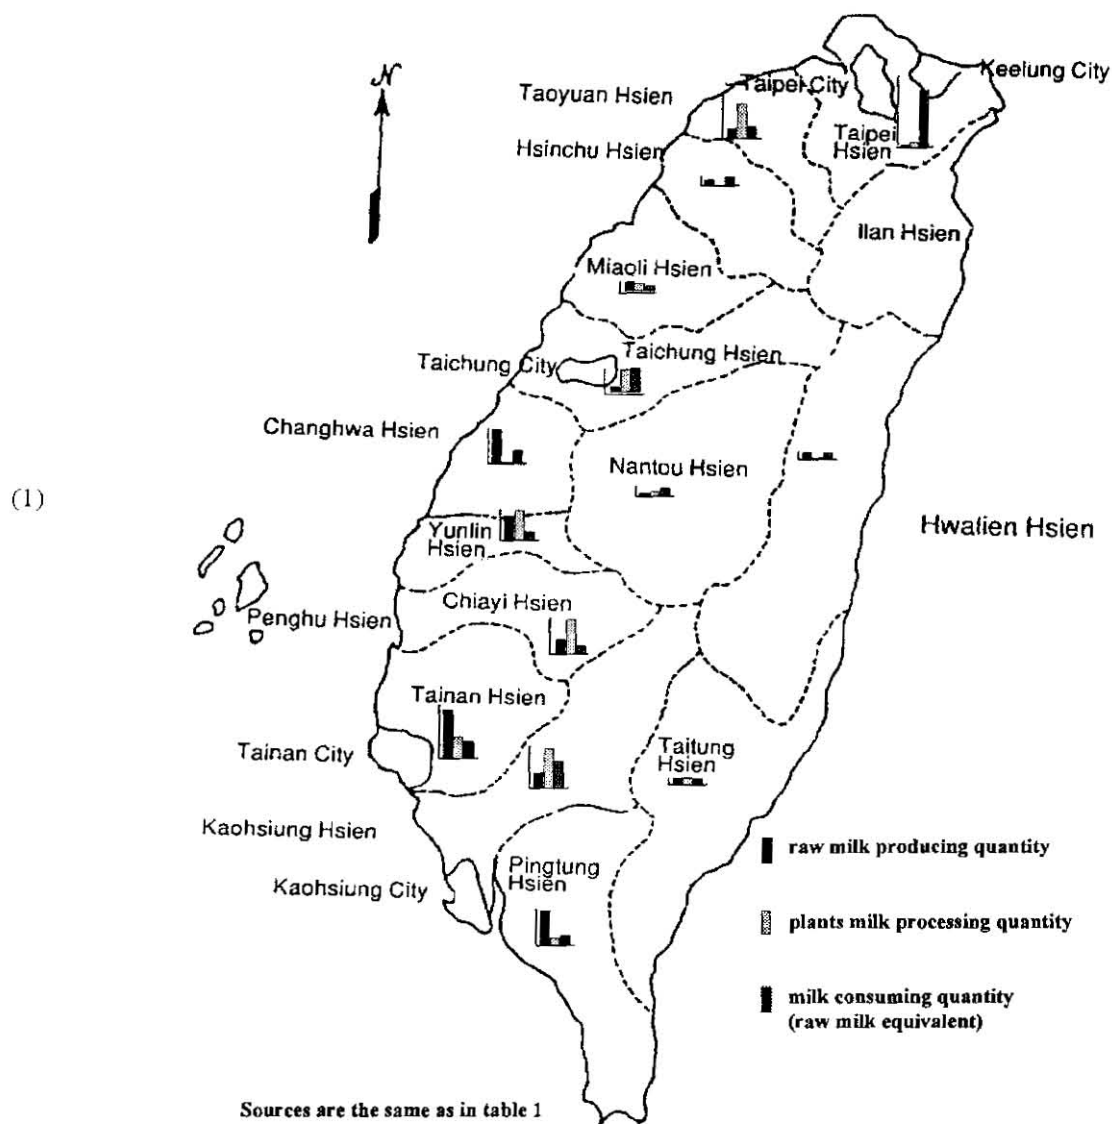 N
Keelung City
Taipei City
Taoyuan Hsien
Taipei
Hsien
Hsinchu Hsien
Ilan Hsien
Miaoli Hsien
Taichung Hsien
Taichung City
Changhwa Hsien
Nantou Hsien
(1)
Hwalien Hsien
Yunlin
Hsien
Chiayi Hsien
Penghu Hsien
Tainan Hsien
Tainan City
Taitung
Hsien
Kaohsiung Hsien
raw milk producing quantity
Pingtung
Hsien
Kaohsiung City
plants milk processing quantity
milk consuming quantity
(raw milk equivalent)
Sources are the same as in table 1